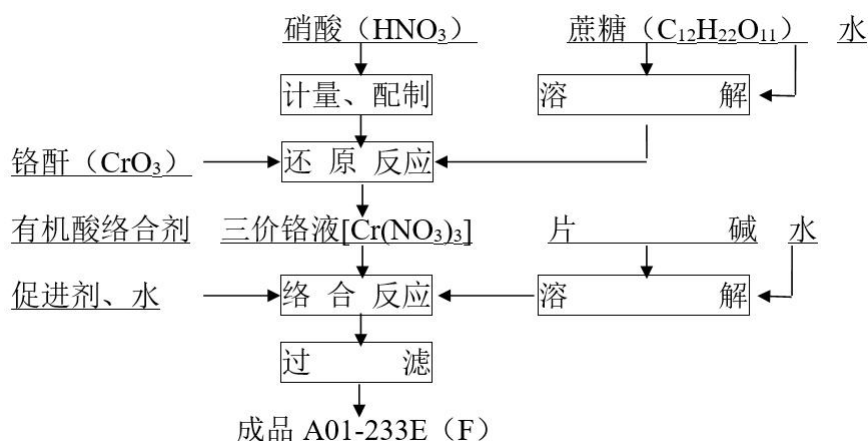 硝酸（HNO₃） 蔗糖（C₁₂H₂₂O₁₁） 水
计量、配制 溶 解
铬酐（CrO₃） 还 原 反应
有机酸络合剂 三价铬液[Cr(NO₃)₃] 片 碱 水
促进剂、水 络 合 反应 溶 解
过 滤
成品 A01-233E（F）